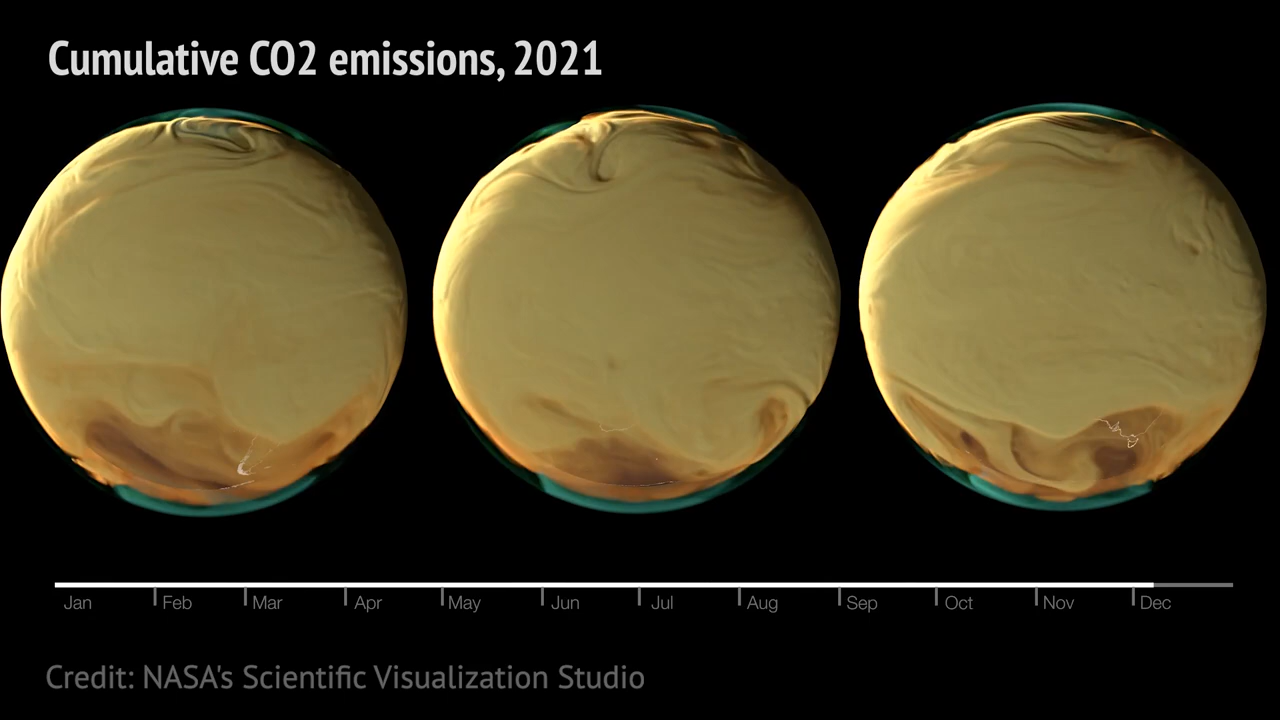 Cumulative CO2 emissions, 2021
Jan Feb Mar Apr May Jun Jul Aug Sep Oct Nov Dec
Credit: NASA's Scientific Visualization Studio